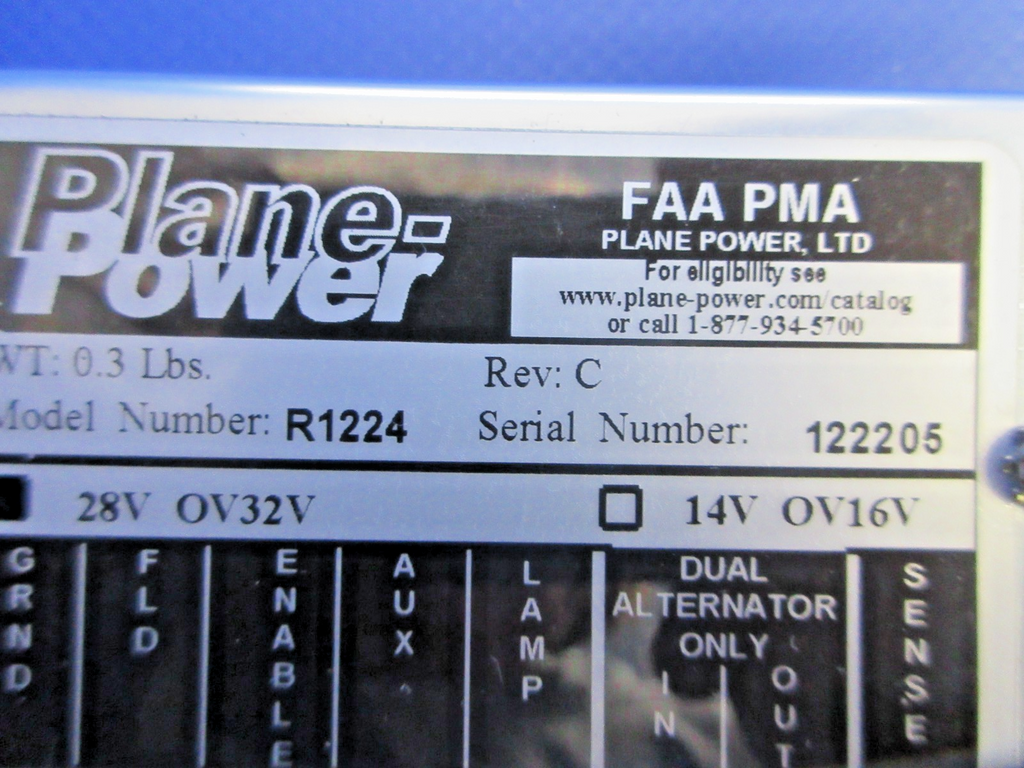 Plane-
Power
FAA PMA
PLANE POWER, LTD
For eligibility see
www.plane-power.com/catalog
or call 1-877-934-5700
WT: 0.3 Lbs.
Rev: C
Model Number: R1224
Serial Number: 122205
28V OV32V
14V OV16V
GRND
FLD
ENABLE
AUX
LAMP
DUAL
ALTERNATOR
ONLY
IN
OUT
SENSE